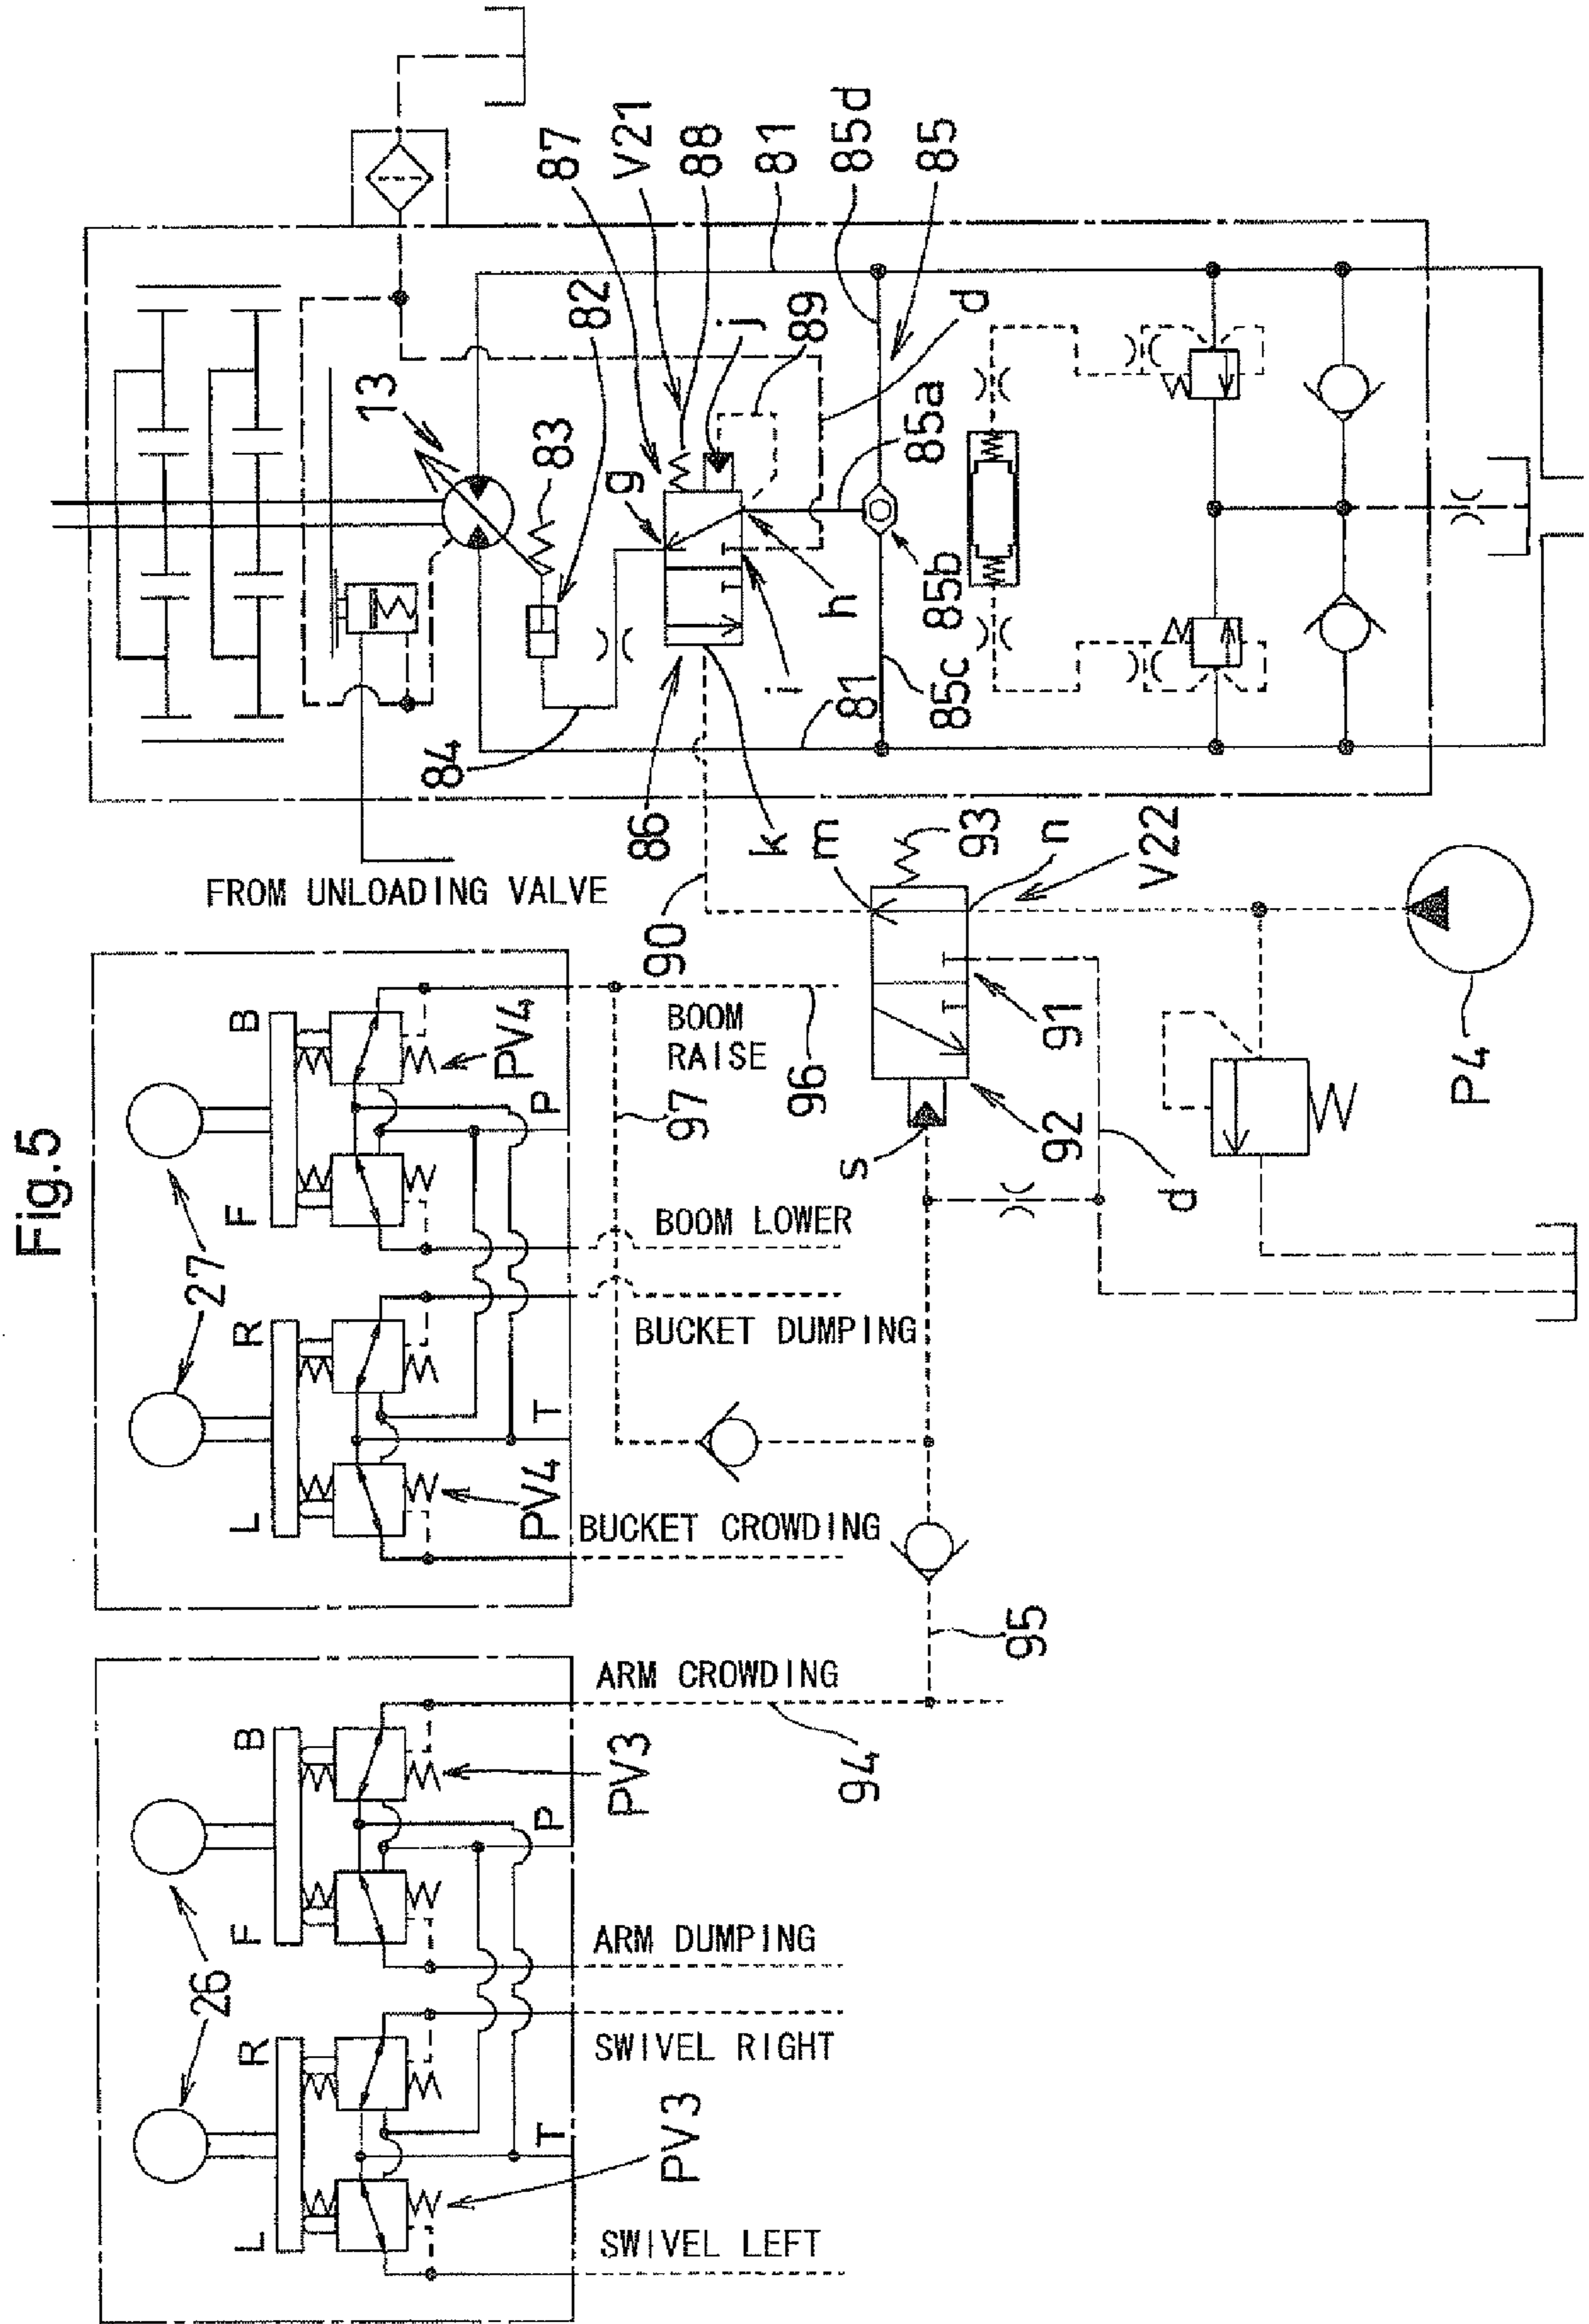 Fig.5
26
27
L
R
F
B
L
R
F
B
PV3
PV3
PV4
PV4
T
P
T
P
SWIVEL LEFT
SWIVEL RIGHT
ARM DUMPING
ARM CROWDING
BUCKET CROWDING
BUCKET DUMPING
BOOM LOWER
BOOM
RAISE
FROM UNLOADING VALVE
94
95
96
97
90
s
92
91
93
m
n
V22
d
P4
13
83
82
84
87
V21
88
g
j
89
86
k
i
h
d
81
81
85a
85b
85c
85d
85